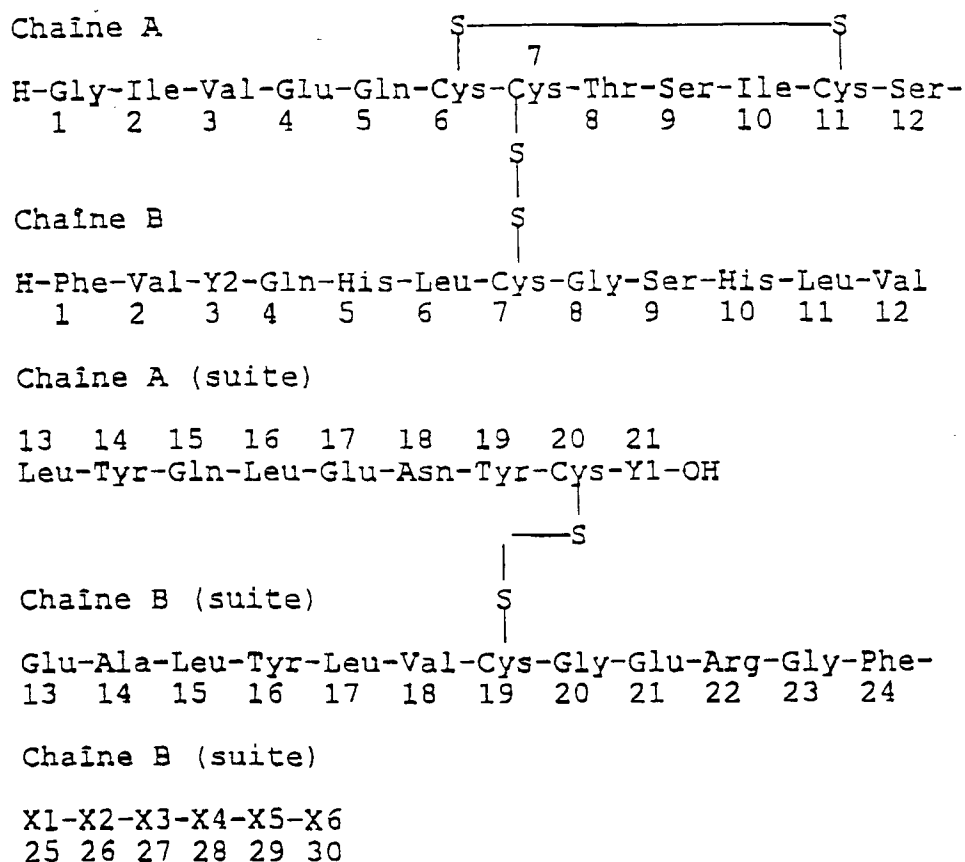 Chaîne A
S S
7
H-Gly-Ile-Val-Glu-Gln-Cys-Cys-Thr-Ser-Ile-Cys-Ser-
1 2 3 4 5 6 8 9 10 11 12
S
Chaîne B
S
H-Phe-Val-Y2-Gln-His-Leu-Cys-Gly-Ser-His-Leu-Val
1 2 3 4 5 6 7 8 9 10 11 12
Chaîne A (suite)
13 14 15 16 17 18 19 20 21
Leu-Tyr-Gln-Leu-Glu-Asn-Tyr-Cys-Y1-OH
S
Chaîne B (suite)
S
Glu-Ala-Leu-Tyr-Leu-Val-Cys-Gly-Glu-Arg-Gly-Phe-
13 14 15 16 17 18 19 20 21 22 23 24
Chaîne B (suite)
X1-X2-X3-X4-X5-X6
25 26 27 28 29 30